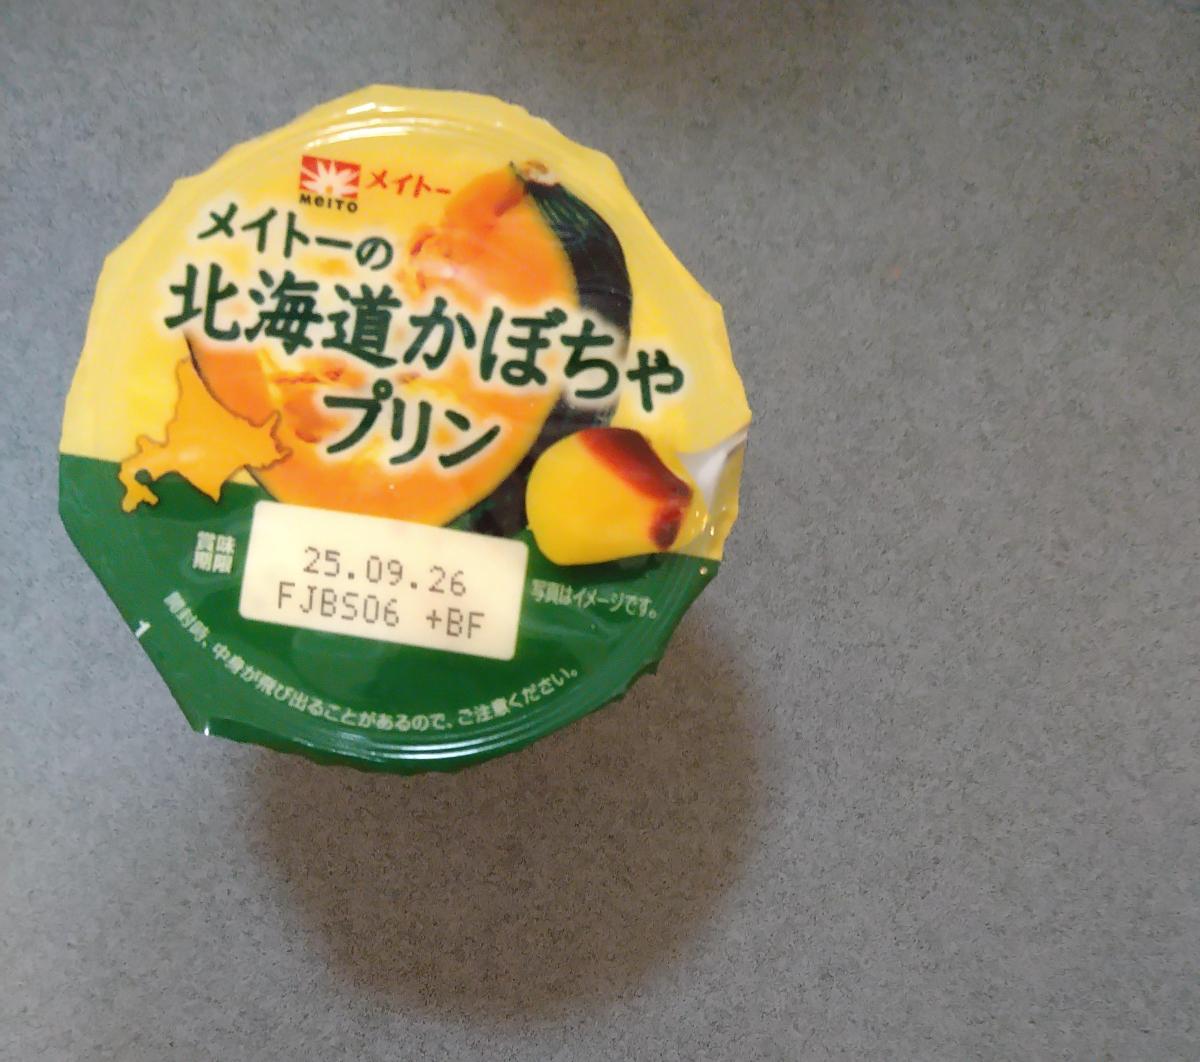 MEITO
メイトー
メイトーの
北海道かぼちゃ
プリン
賞味
期限
25.09.26
FJBS06 +BF
写真はイメージです。
開封時、中身が飛び出ることがあるので、ご注意ください。
1